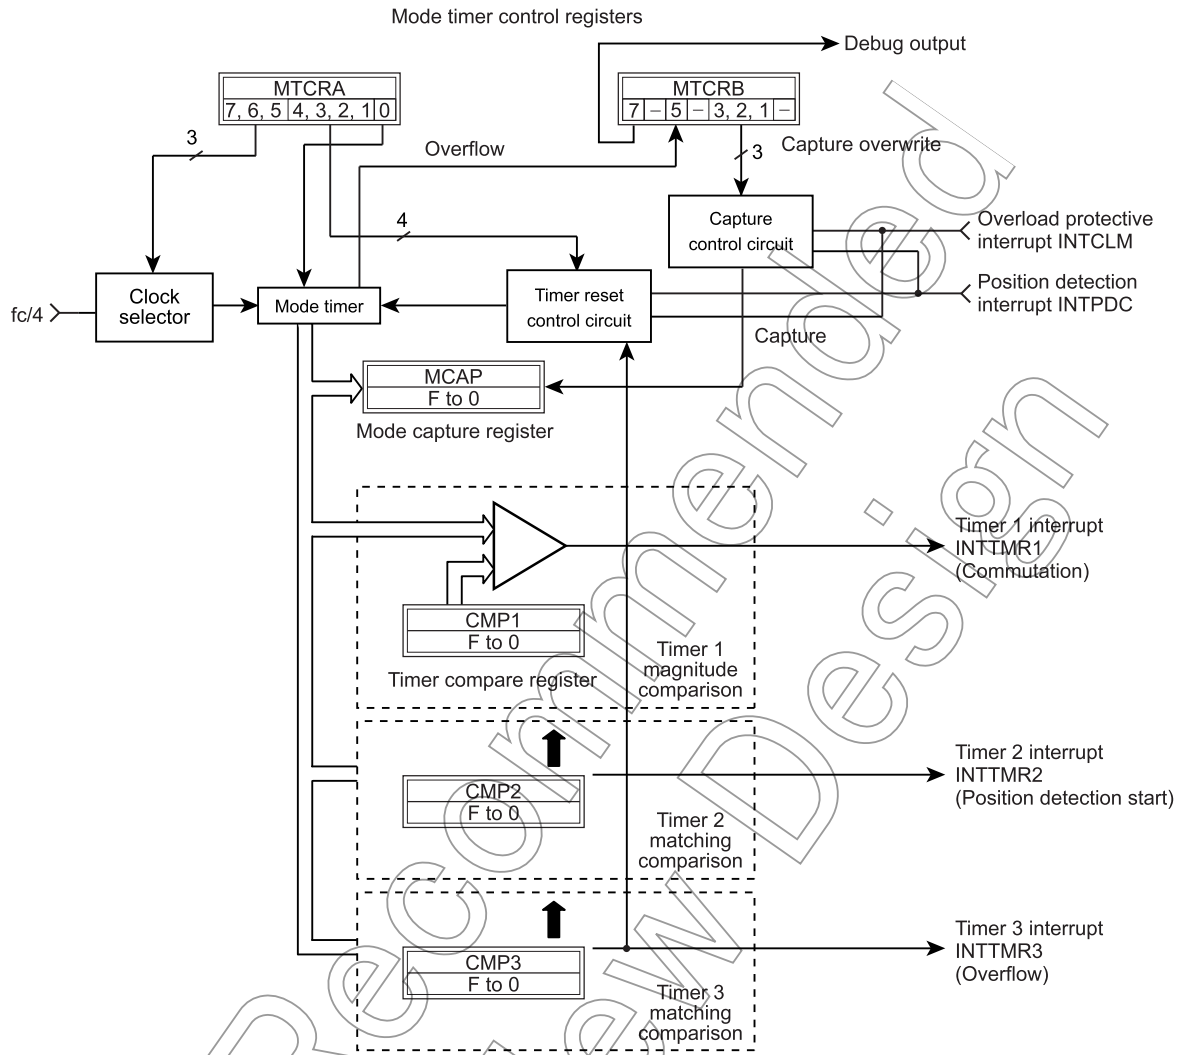 Mode timer control registers
Debug output
MTCRA
7, 6, 5 4, 3, 2, 1 0
MTCRB
7 – 5 – 3, 2, 1 –
3
Overflow
3
Capture overwrite
4
Capture
control circuit
Overload protective
interrupt INTCLM
Position detection
interrupt INTPDC
fc/4
Clock
selector
Mode timer
Timer reset
control circuit
Capture
MCAP
F to 0
Mode capture register
Timer 1 interrupt
INTTMR1
(Commutation)
CMP1
F to 0
Timer compare register
Timer 1
magnitude
comparison
Timer 2 interrupt
INTTMR2
(Position detection start)
CMP2
F to 0
Timer 2
matching
comparison
Timer 3 interrupt
INTTMR3
(Overflow)
CMP3
F to 0
Timer 3
matching
comparison
Recommended
ew Design